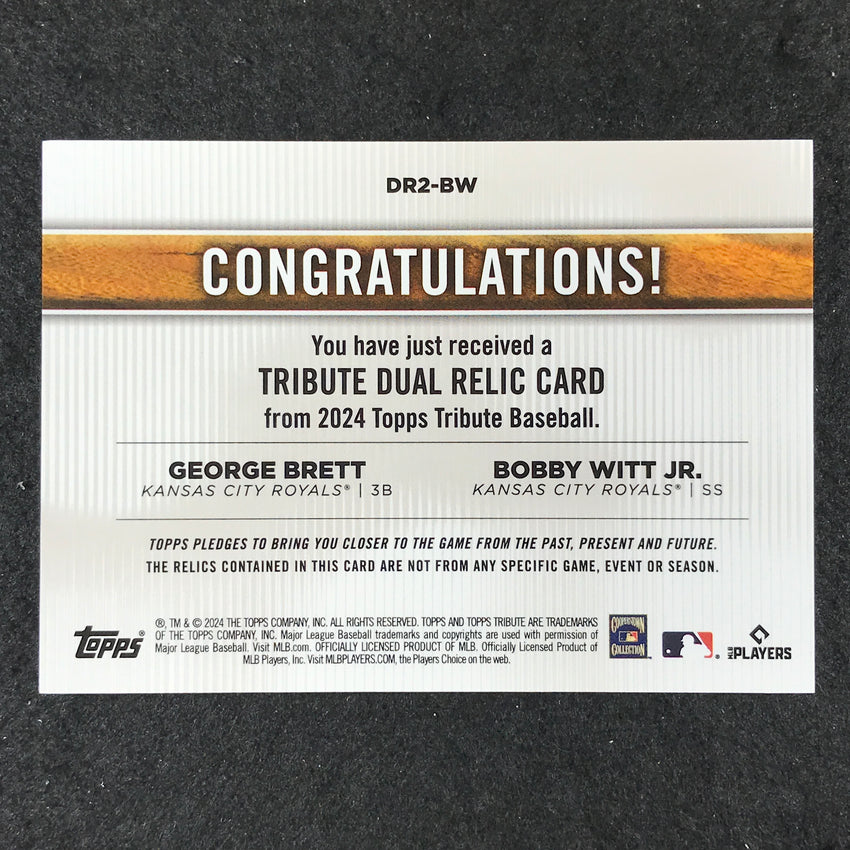 DR2-BW
CONGRATULATIONS!
You have just received a
TRIBUTE DUAL RELIC CARD
from 2024 Topps Tribute Baseball.
GEORGE BRETT
KANSAS CITY ROYALS® | 3B
BOBBY WITT JR.
KANSAS CITY ROYALS® | SS
TOPPS PLEDGES TO BRING YOU CLOSER TO THE GAME FROM THE PAST, PRESENT AND FUTURE.
THE RELICS CONTAINED IN THIS CARD ARE NOT FROM ANY SPECIFIC GAME, EVENT OR SEASON.
topps®
®, TM & © 2024 THE TOPPS COMPANY, INC. ALL RIGHTS RESERVED. TOPPS AND TOPPS TRIBUTE ARE TRADEMARKS
OF THE TOPPS COMPANY, INC. Major League Baseball trademarks and copyrights are used with permission of
Major League Baseball. Visit MLB.com. OFFICIALLY LICENSED PRODUCT OF MLB. Officially Licensed Product of
MLB Players, Inc. Visit MLBPLAYERS.COM, the Players Choice on the web.
COOPERSTOWN
COLLECTION
MLB PLAYERS